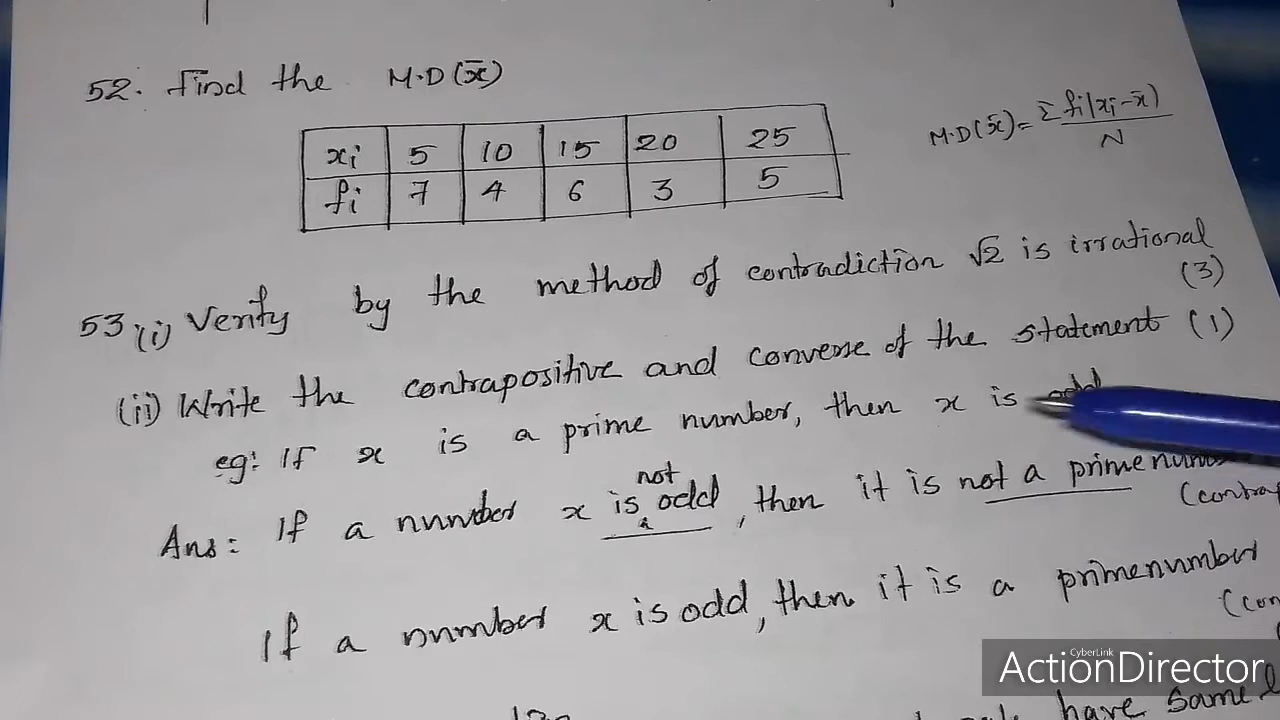 52. Find the M.D(x̄)
xi 5 10 15 20 25
fi 7 4 6 3 5
M.D(x̄)= Σ fi|xi-x̄|
N
53 (i) Verify by the method of contradiction √2 is irrational
(3)
(ii) Write the contrapositive and converse of the statement (1)
eg: If x is a prime number, then x is odd
not
Ans: If a number x is odd, then it is not a prime
If a number x is odd, then it is a primenumber
CyberLink
ActionDirector
have same